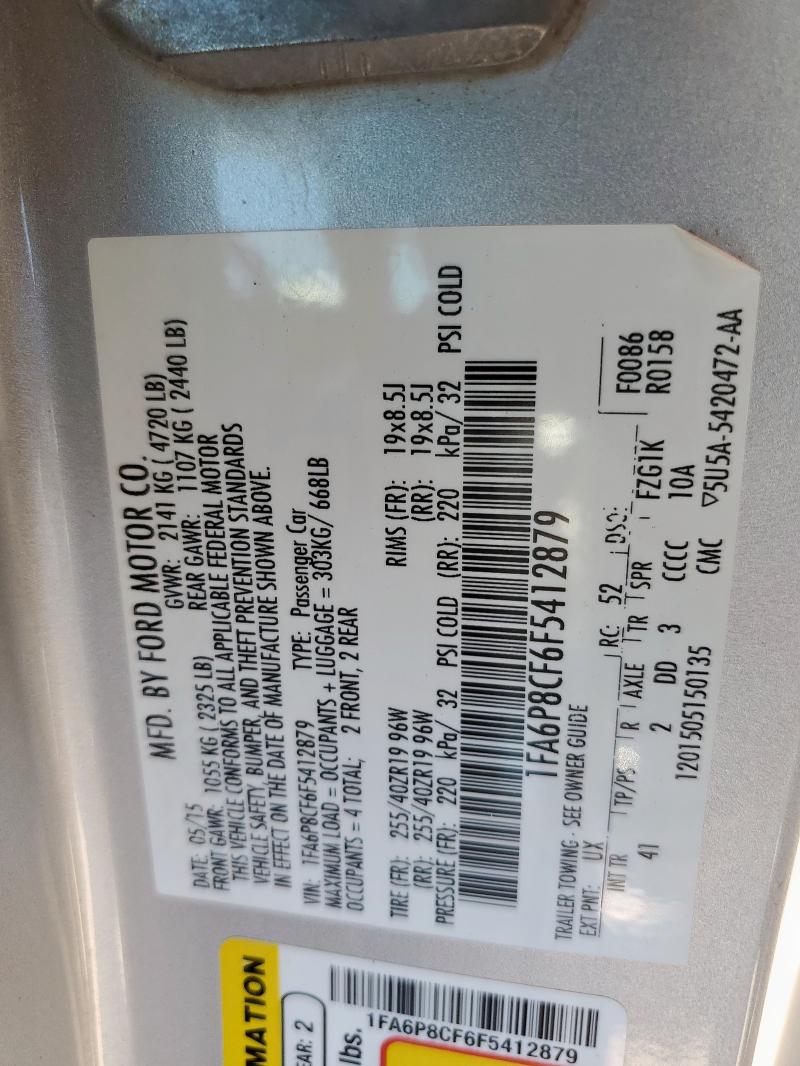 MFD. BY FORD MOTOR CO.
DATE: 05/15 GVWR: 2141 KG ( 4720 LB)
FRONT GAWR: 1055 KG ( 2325 LB) REAR GAWR: 1107 KG ( 2440 LB)
THIS VEHICLE CONFORMS TO ALL APPLICABLE FEDERAL MOTOR
VEHICLE SAFETY, BUMPER, AND THEFT PREVENTION STANDARDS
IN EFFECT ON THE DATE OF MANUFACTURE SHOWN ABOVE.
VIN: 1FA6P8CF6F5412879 TYPE: Passenger Car
MAXIMUM LOAD = OCCUPANTS + LUGGAGE = 303KG/ 668LB
OCCUPANTS = 4 TOTAL; 2 FRONT, 2 REAR
TIRE (FR): 255/40ZR19 96W RIMS (FR): 19x8.5J
(RR): 255/40ZR19 96W (RR): 19x8.5J
PRESSURE (FR): 220 kPa/ 32 PSI COLD (RR): 220 kPa/ 32 PSI COLD
1FA6P8CF6F5412879
TRAILER TOWING - SEE OWNER GUIDE
EXT PNT: UX RC: 52 DSO: F0086
INT TR TP/PS R AXLE TR SPR R0158
41 2 DD 3 CCCC FZG1K
10A
1201505150135 CMC ▽5U5A-5420472-AA
MATION
EAR: 2
lbs.
1FA6P8CF6F5412879